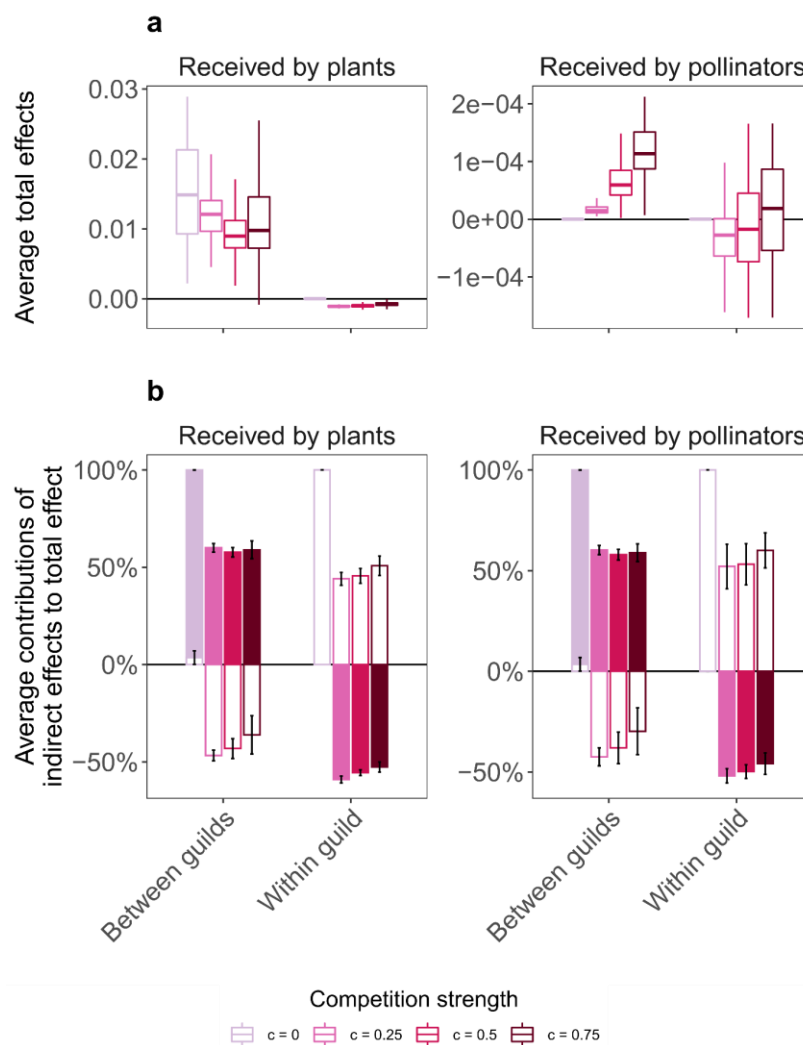 a
Received by plants
Received by pollinators
Average total effects
0.03
0.02
0.01
0.00
2e−04
1e−04
0e+00
−1e−04
b
Received by plants
Received by pollinators
Average contributions of
indirect effects to total effect
100%
50%
0%
−50%
100%
50%
0%
−50%
Between guilds
Within guild
Between guilds
Within guild
Competition strength
c = 0
c = 0.25
c = 0.5
c = 0.75